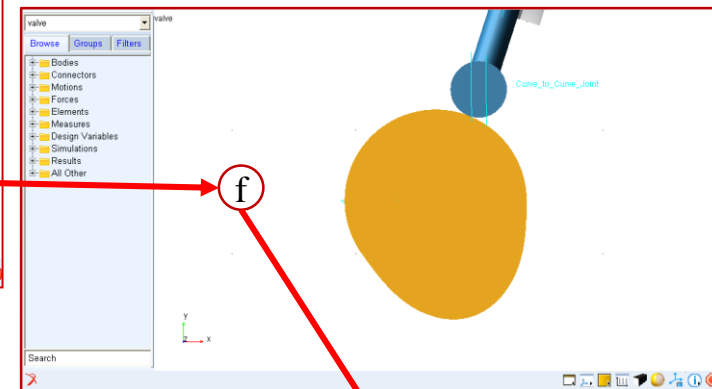 valve
valve
Browse Groups Filters
Bodies
Connectors
Motions
Forces
Elements
Measures
Design Variables
Simulations
Results
All Other
Search
Curve_to_Curve_Joint
f
y
z x